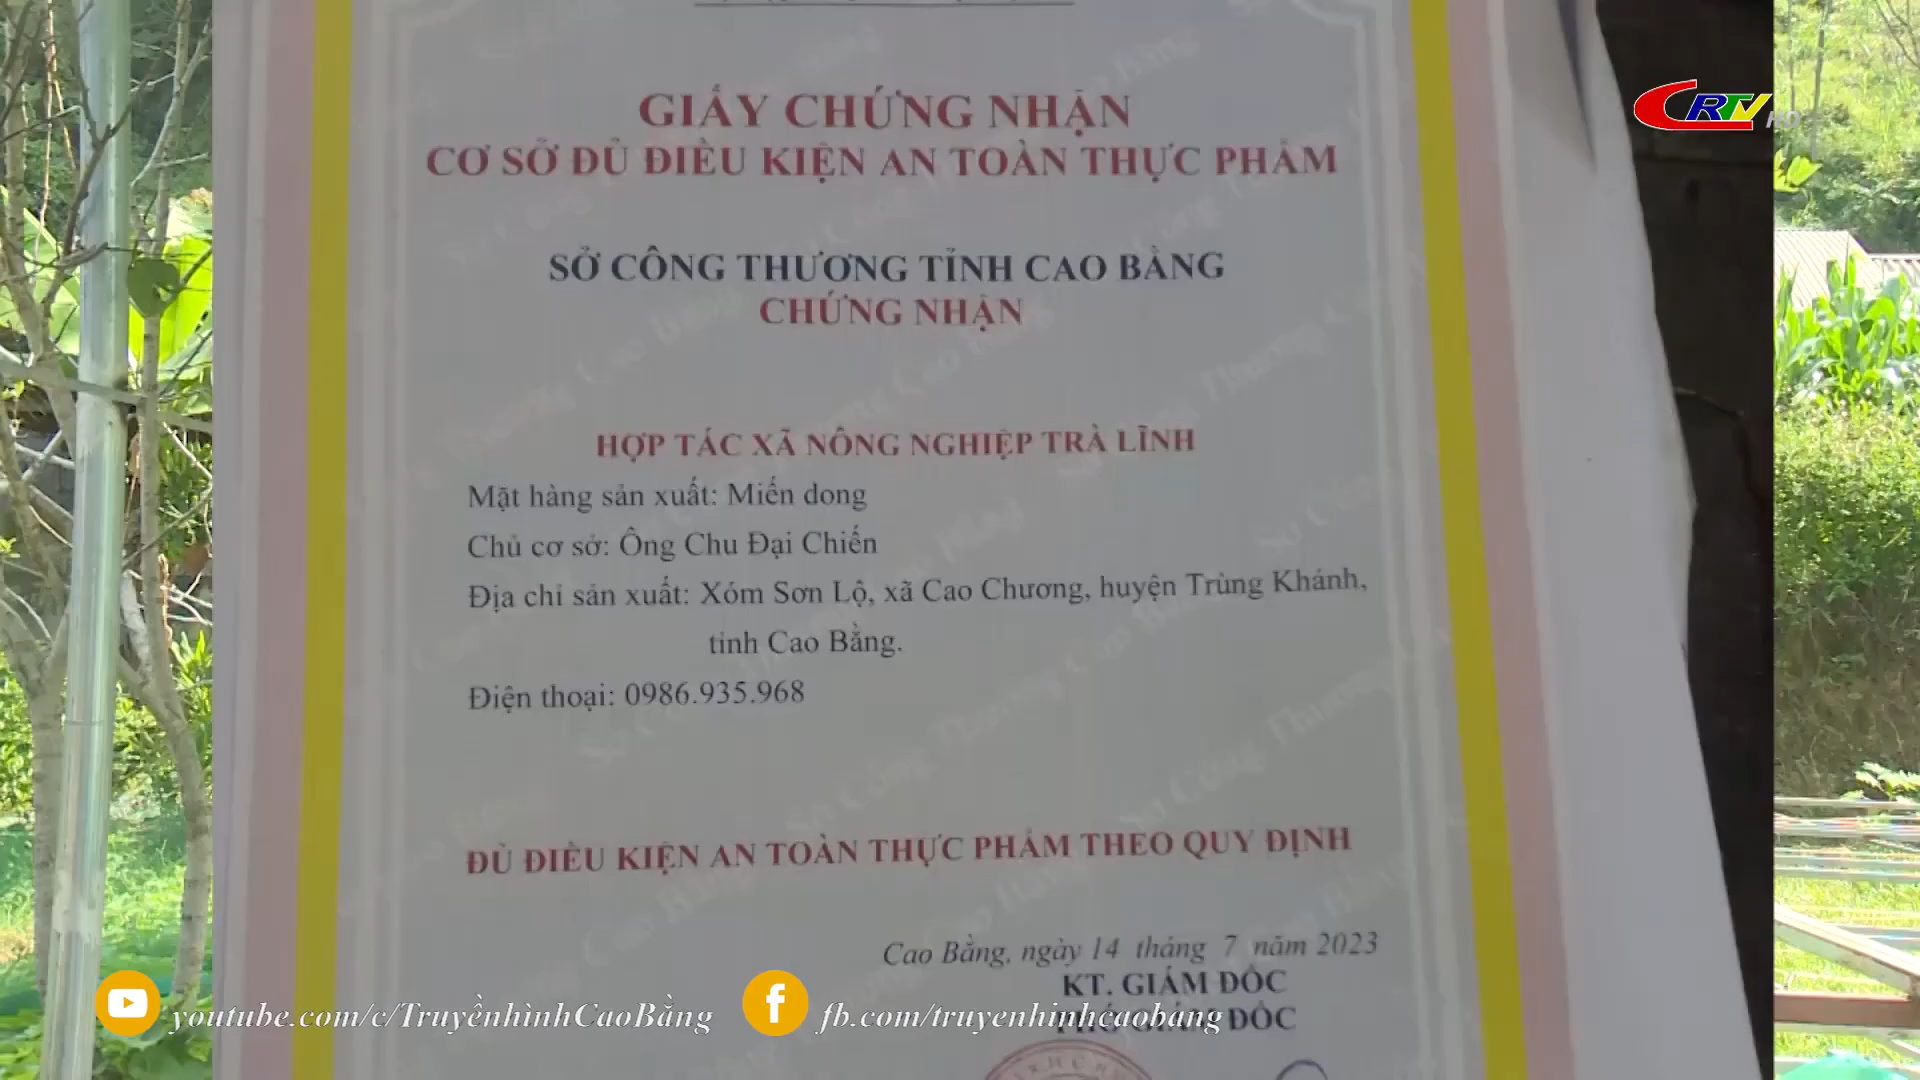 GIẤY CHỨNG NHẬN
CƠ SỞ ĐỦ ĐIỀU KIỆN AN TOÀN THỰC PHẨM
SỞ CÔNG THƯƠNG TỈNH CAO BẰNG
CHỨNG NHẬN
HỢP TÁC XÃ NÔNG NGHIỆP TRÀ LĨNH
Mặt hàng sản xuất: Miến dong
Chủ cơ sở: Ông Chu Đại Chiến
Địa chỉ sản xuất: Xóm Sơn Lộ, xã Cao Chương, huyện Trùng Khánh,
tỉnh Cao Bằng.
Điện thoại: 0986.935.968
ĐỦ ĐIỀU KIỆN AN TOÀN THỰC PHẨM THEO QUY ĐỊNH
Cao Bằng, ngày 14 tháng 7 năm 2023
KT. GIÁM ĐỐC
PHÓ GIÁM ĐỐC
CRTV HD
youtube.com/c/TruyềnhìnhCaoBằng
fb.com/truyenhinhcaobang